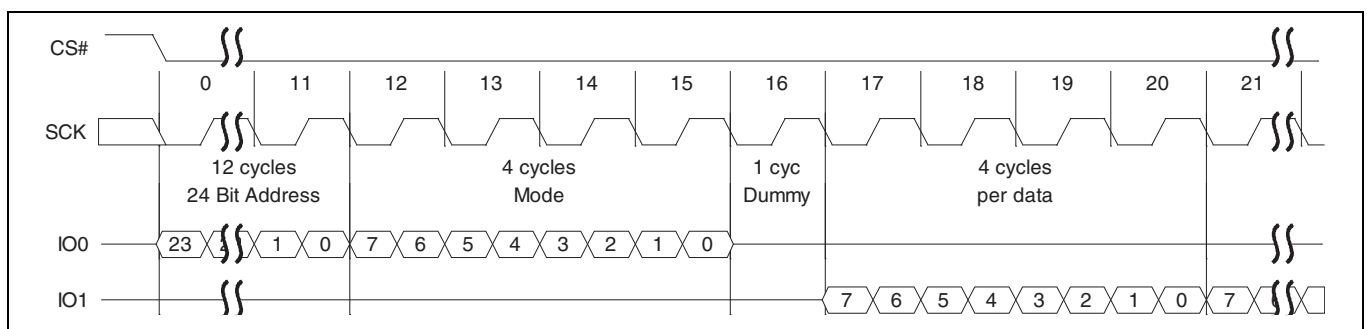 CS#
0 11 12 13 14 15 16 17 18 19 20 21
SCK
12 cycles 4 cycles 1 cyc 4 cycles
24 Bit Address Mode Dummy per data
IO0 23 1 0 7 6 5 4 3 2 1 0
IO1 7 6 5 4 3 2 1 0 7